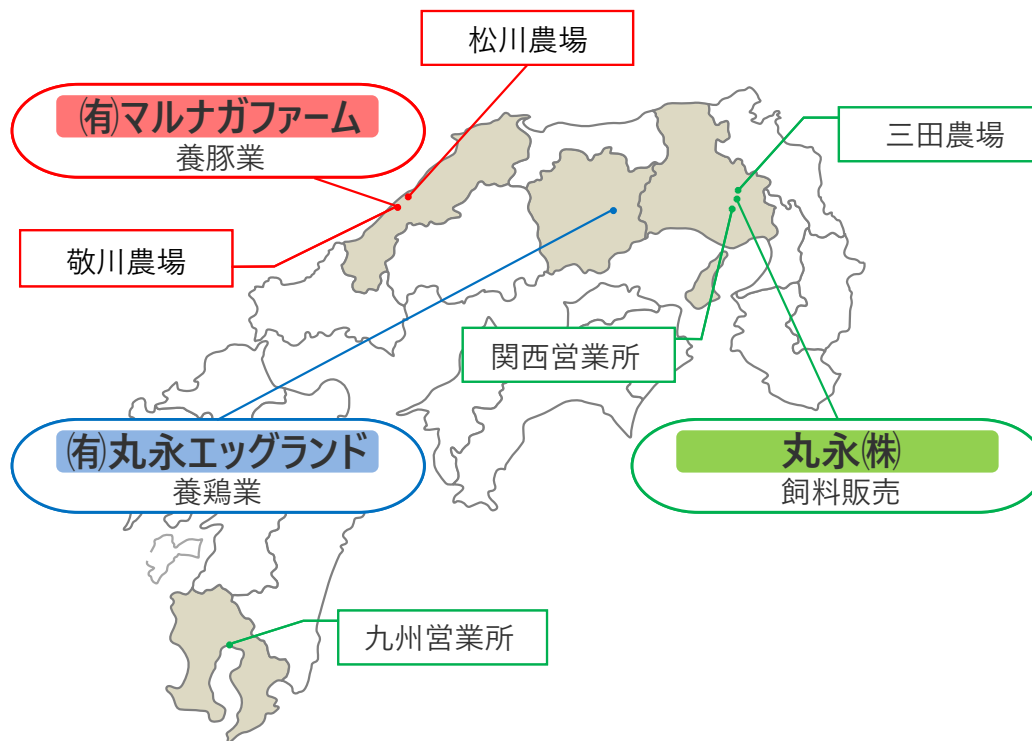 松川農場
㈲マルナガファーム
養豚業
三田農場
敬川農場
関西営業所
㈲丸永エッグランド
養鶏業
丸永㈱
飼料販売
九州営業所